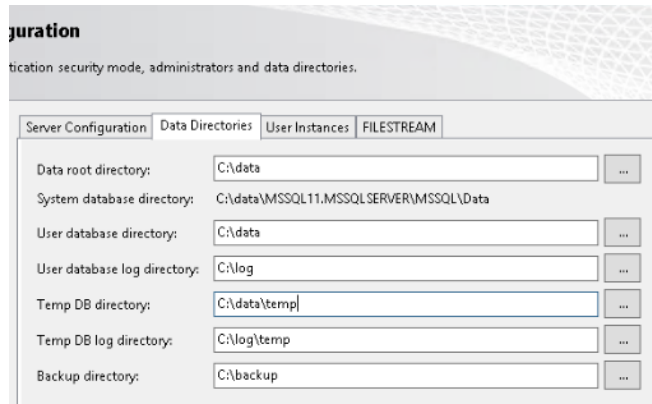 guration
tication security mode, administrators and data directories.
Server Configuration Data Directories User Instances FILESTREAM
Data root directory: C:\data ...
System database directory: C:\data\MSSQL11.MSSQLSERVER\MSSQL\Data
User database directory: C:\data ...
User database log directory: C:\log ...
Temp DB directory: C:\data\temp ...
Temp DB log directory: C:\log\temp ...
Backup directory: C:\backup ...